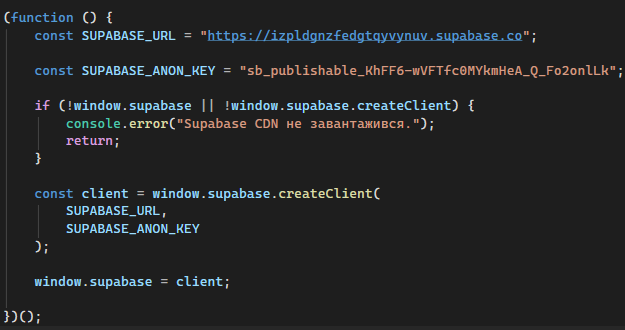 (function () {
    const SUPABASE_URL = "https://izpldgnzfedgtqyvynuv.supabase.co";
    const SUPABASE_ANON_KEY = "sb_publishable_KhFF6-wVFTfc0MYkmHeA_Q_Fo2onlLk";
    if (!window.supabase || !window.supabase.createClient) {
        console.error("Supabase CDN не завантажився.");
        return;
    }
    const client = window.supabase.createClient(
        SUPABASE_URL,
        SUPABASE_ANON_KEY
    );
    window.supabase = client;
})();